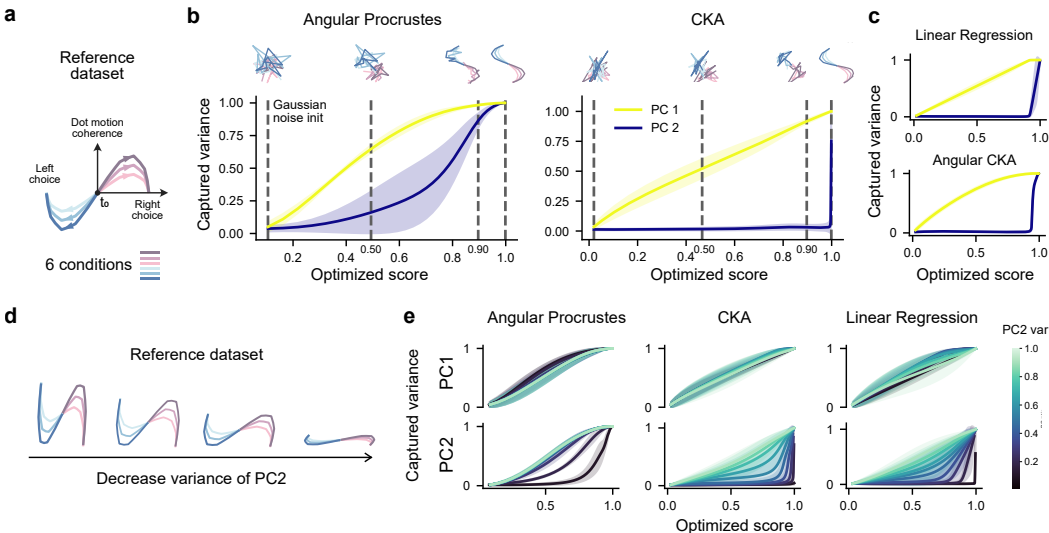 a
Reference
dataset
Dot motion
coherence
Left
choice
t₀
Right
choice
6 conditions
b
Angular Procrustes
CKA
Captured variance
1.00
0.75
0.50
0.25
0.00
Gaussian
noise init
0.2
0.4
0.50
0.6
0.8
0.90
1.0
Optimized score
1.00
0.75
0.50
0.25
0.00
PC 1
PC 2
0.0
0.2
0.4
0.50
0.6
0.8
0.90
1.0
Optimized score
c
Linear Regression
Captured variance
1
0
0.0
0.5
1.0
Angular CKA
1
0
0.0
0.5
1.0
Optimized score
d
Reference dataset
Decrease variance of PC2
e
Angular Procrustes
CKA
Linear Regression
Captured variance
PC1
1
0
1
0
1
0
PC2
1
0
1
0
1
0
0.5
1.0
0.0
0.5
1.0
0.0
0.5
1.0
Optimized score
PC2 var
1.0
0.8
0.6
0.4
0.2